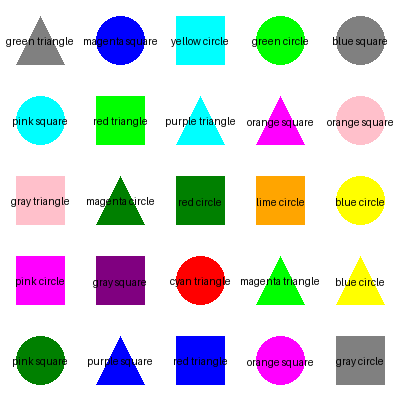 green triangle magenta square yellow circle green circle blue square
pink square red triangle purple triangle orange square orange square
gray triangle magenta circle red circle lime circle blue circle
pink circle gray square cyan triangle magenta triangle blue circle
pink square purple square red triangle orange square gray circle